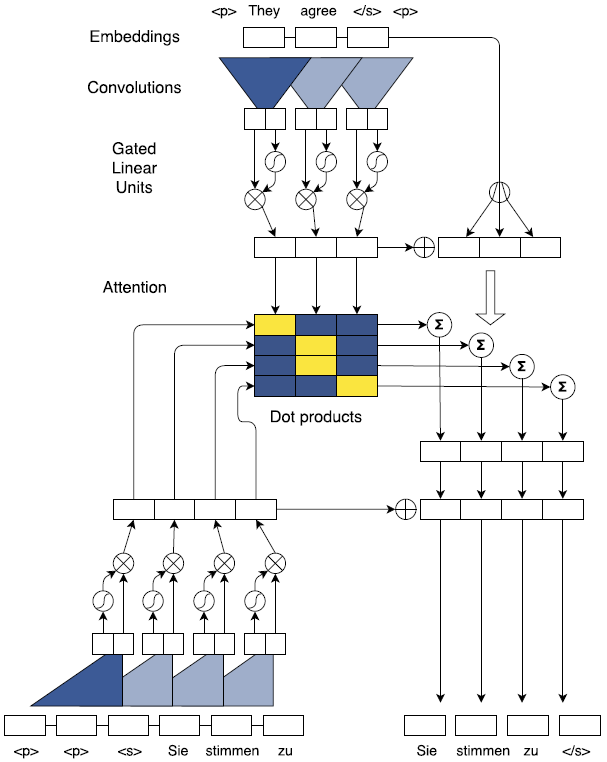 <p> They agree </s> <p>
Embeddings
Convolutions
Gated
Linear
Units
Attention
Σ
Σ
Σ
Σ
Dot products
<p> <p> <s> Sie stimmen zu
Sie stimmen zu </s>